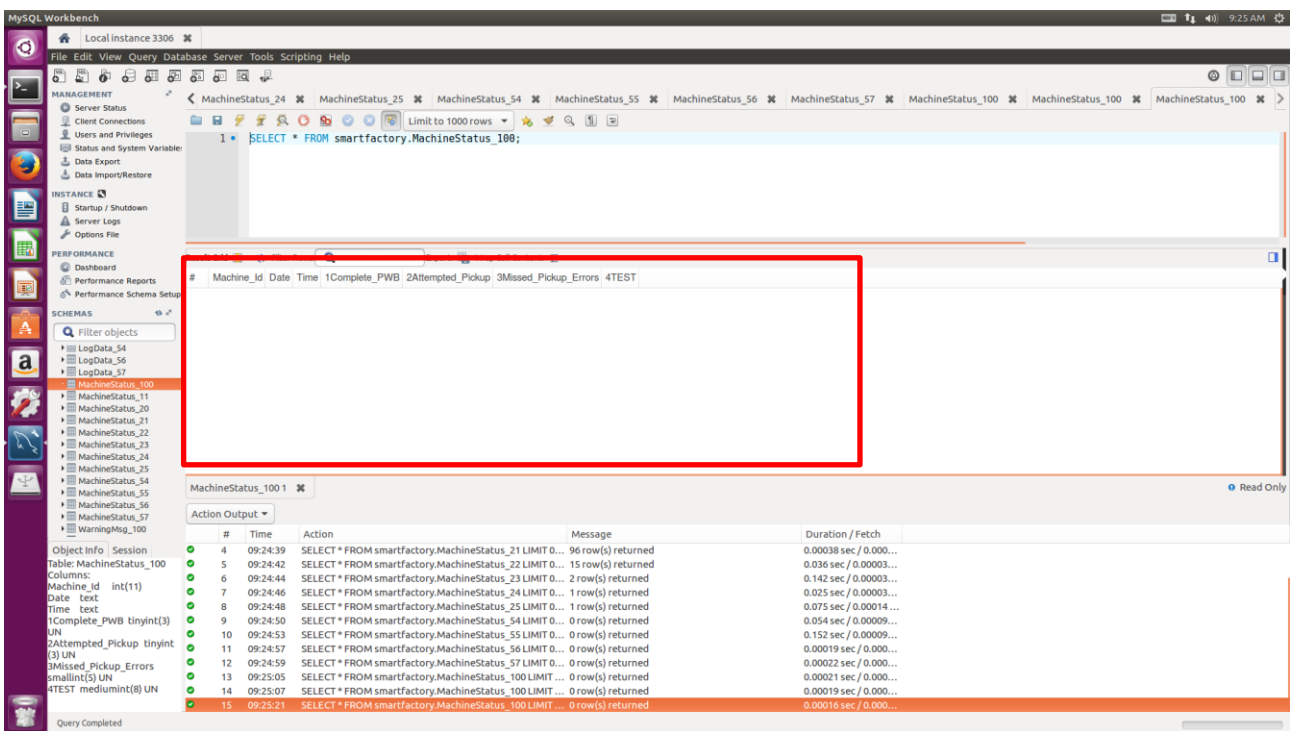 MySQL Workbench 9:25 AM
Local instance 3306
File Edit View Query Database Server Tools Scripting Help
MANAGEMENT
Server Status
Client Connections
Users and Privileges
Status and System Variable
Data Export
Data Import/Restore
INSTANCE
Startup / Shutdown
Server Logs
Options File
PERFORMANCE
Dashboard
Performance Reports
Performance Schema Setup
SCHEMAS
Filter objects
LogData_54
LogData_56
LogData_57
MachineStatus_100
MachineStatus_11
MachineStatus_20
MachineStatus_21
MachineStatus_22
MachineStatus_23
MachineStatus_24
MachineStatus_25
MachineStatus_54
MachineStatus_55
MachineStatus_56
MachineStatus_57
WarningMsg_100
Object Info Session
Table: MachineStatus_100
Columns:
Machine_Id int(11)
Date text
Time text
1Complete_PWB tinyint(3)
UN
2Attempted_Pickup tinyint
(3) UN
3Missed_Pickup_Errors
smallint(5) UN
4TEST mediumint(8) UN
Query Completed
MachineStatus_24 MachineStatus_25 MachineStatus_54 MachineStatus_55 MachineStatus_56 MachineStatus_57 MachineStatus_100 MachineStatus_100 MachineStatus_100
Limit to 1000 rows
1 SELECT * FROM smartfactory.MachineStatus_100;
# Machine_Id Date Time 1Complete_PWB 2Attempted_Pickup 3Missed_Pickup_Errors 4TEST
MachineStatus_100 1 Read Only
Action Output
# Time Action Message Duration / Fetch
4 09:24:39 SELECT * FROM smartfactory.MachineStatus_21 LIMIT 0... 96 row(s) returned 0.00038 sec / 0.000...
5 09:24:42 SELECT * FROM smartfactory.MachineStatus_22 LIMIT 0... 15 row(s) returned 0.036 sec / 0.00003...
6 09:24:44 SELECT * FROM smartfactory.MachineStatus_23 LIMIT 0... 2 row(s) returned 0.142 sec / 0.00003...
7 09:24:46 SELECT * FROM smartfactory.MachineStatus_24 LIMIT 0... 1 row(s) returned 0.025 sec / 0.00003...
8 09:24:48 SELECT * FROM smartfactory.MachineStatus_25 LIMIT 0... 1 row(s) returned 0.075 sec / 0.00014 ...
9 09:24:50 SELECT * FROM smartfactory.MachineStatus_54 LIMIT 0... 0 row(s) returned 0.054 sec / 0.00009...
10 09:24:53 SELECT * FROM smartfactory.MachineStatus_55 LIMIT 0... 0 row(s) returned 0.152 sec / 0.00009...
11 09:24:57 SELECT * FROM smartfactory.MachineStatus_56 LIMIT 0... 0 row(s) returned 0.00019 sec / 0.000...
12 09:24:59 SELECT * FROM smartfactory.MachineStatus_57 LIMIT 0... 0 row(s) returned 0.00022 sec / 0.000...
13 09:25:05 SELECT * FROM smartfactory.MachineStatus_100 LIMIT ... 0 row(s) returned 0.00021 sec / 0.000...
14 09:25:07 SELECT * FROM smartfactory.MachineStatus_100 LIMIT ... 0 row(s) returned 0.00019 sec / 0.000...
15 09:25:21 SELECT * FROM smartfactory.MachineStatus_100 LIMIT ... 0 row(s) returned 0.00016 sec / 0.000...